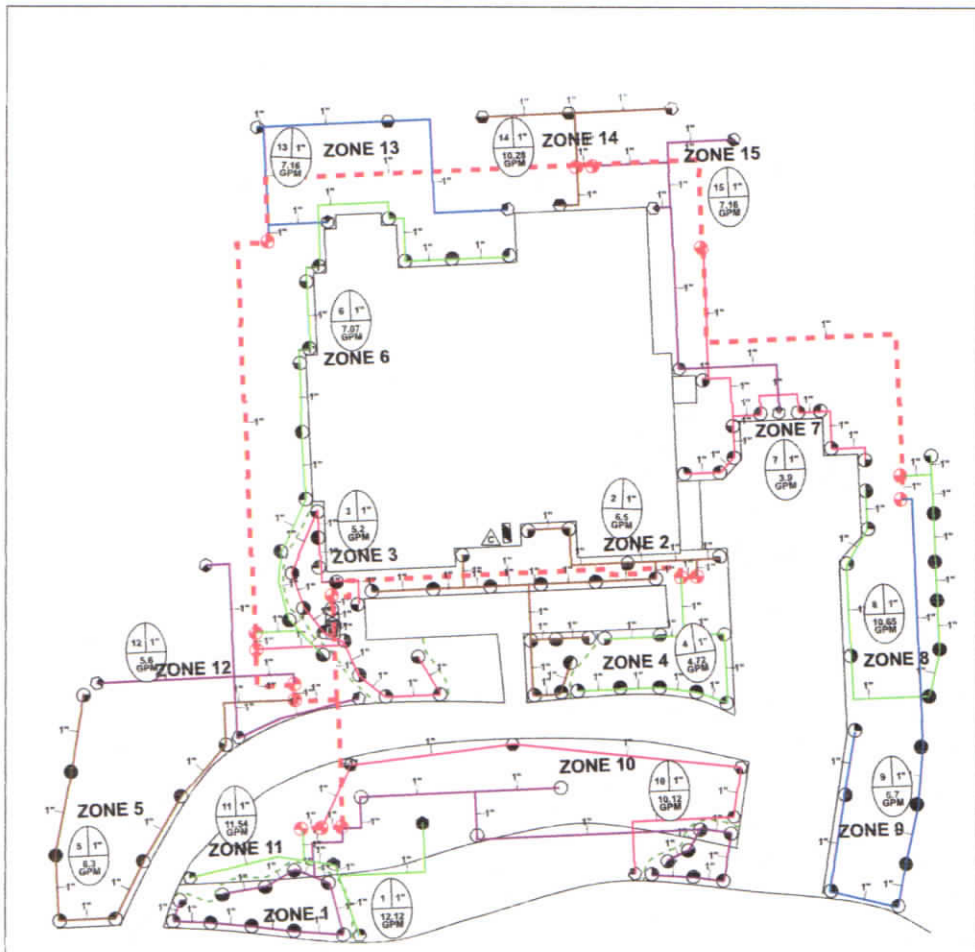 ZONE 13
13 1"
7.16
GPM
ZONE 14
14 1"
10.28
GPM
ZONE 15
15 1"
7.16
GPM
6 1"
7.07
GPM
ZONE 6
ZONE 7
7 1"
3.9
GPM
3 1"
5.2
GPM
ZONE 3
2 1"
6.5
GPM
ZONE 2
C
12 1"
5.6
GPM
ZONE 12
ZONE 4
4 1"
4.72
GPM
8 1"
10.65
GPM
ZONE 8
ZONE 5
5 1"
6.3
GPM
ZONE 10
10 1"
10.12
GPM
11 1"
11.54
GPM
ZONE 11
9 1"
5.7
GPM
ZONE 9
ZONE 1
1 1"
12.12
GPM